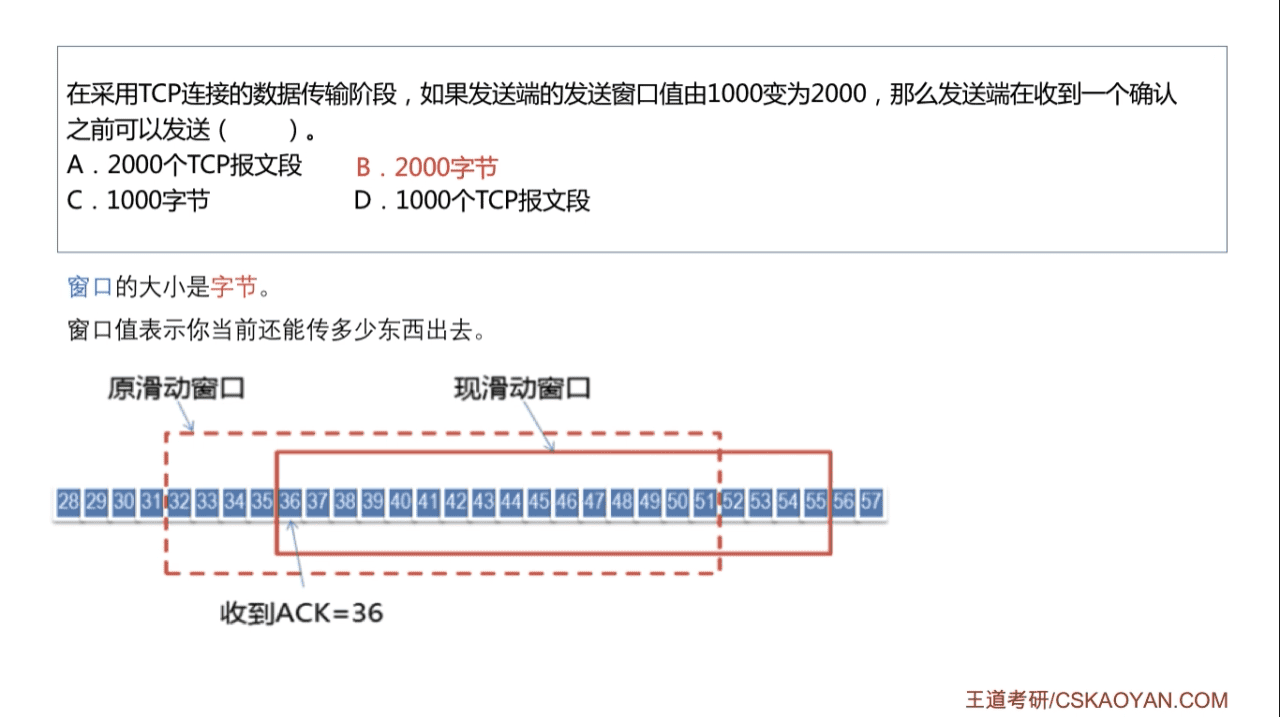 在采用TCP连接的数据传输阶段，如果发送端的发送窗口值由1000变为2000，那么发送端在收到一个确认
之前可以发送（　　）。
A．2000个TCP报文段 B．2000字节
C．1000字节 D．1000个TCP报文段
窗口的大小是字节。
窗口值表示你当前还能传多少东西出去。
原滑动窗口 现滑动窗口
28 29 30 31 32 33 34 35 36 37 38 39 40 41 42 43 44 45 46 47 48 49 50 51 52 53 54 55 56 57
收到ACK=36
王道考研/CSKAOYAN.COM